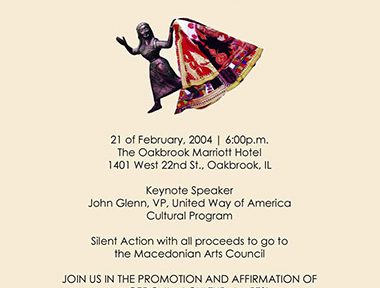 21 of February, 2004 | 6:00p.m.
The Oakbrook Marriott Hotel
1401 West 22nd St., Oakbrook, IL
Keynote Speaker
John Glenn, VP, United Way of America
Cultural Program
Silent Action with all proceeds to go to
the Macedonian Arts Council
JOIN US IN THE PROMOTION AND AFFIRMATION OF